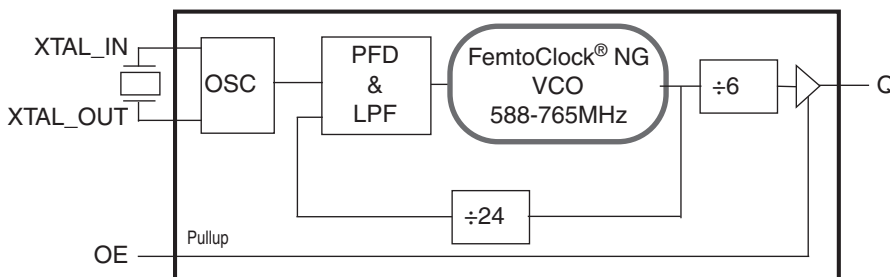 XTAL_IN
XTAL_OUT
OSC
PFD
&
LPF
FemtoClock® NG
VCO
588-765MHz
÷6
Q
÷24
Pullup
OE